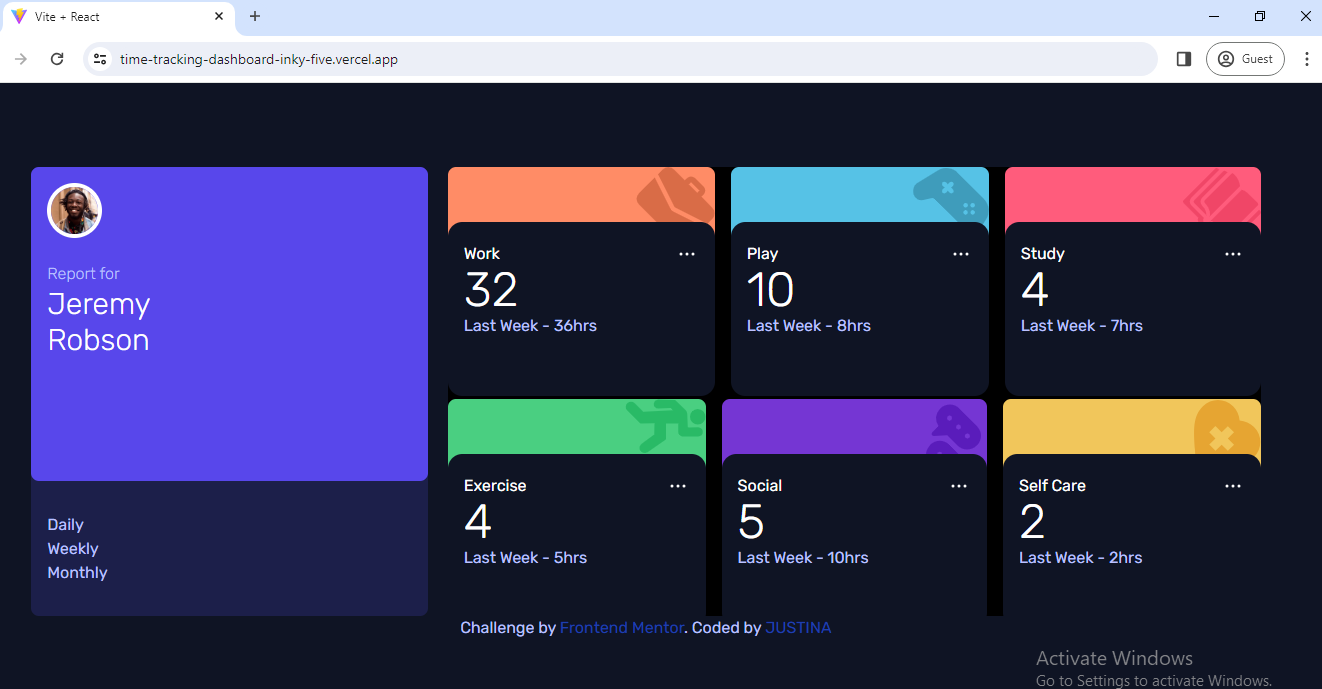 Vite + React
time-tracking-dashboard-inky-five.vercel.app
Guest
Report for
Jeremy
Robson
Daily
Weekly
Monthly
Work
32
Last Week - 36hrs
Play
10
Last Week - 8hrs
Study
4
Last Week - 7hrs
Exercise
4
Last Week - 5hrs
Social
5
Last Week - 10hrs
Self Care
2
Last Week - 2hrs
Challenge by Frontend Mentor. Coded by JUSTINA
Activate Windows
Go to Settings to activate Windows.